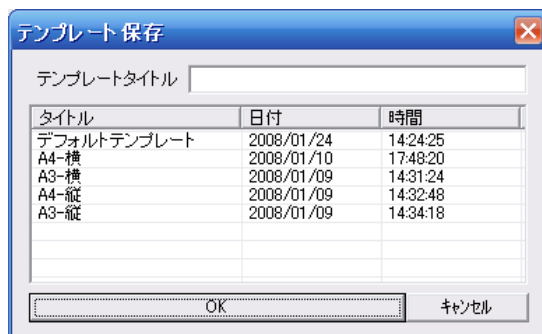 テンプレート保存
テンプレートタイトル
タイトル 日付 時間
デフォルトテンプレート 2008/01/24 14:24:25
A4-横 2008/01/10 17:48:20
A3-横 2008/01/09 14:31:24
A4-縦 2008/01/09 14:32:48
A3-縦 2008/01/09 14:34:18
OK キャンセル